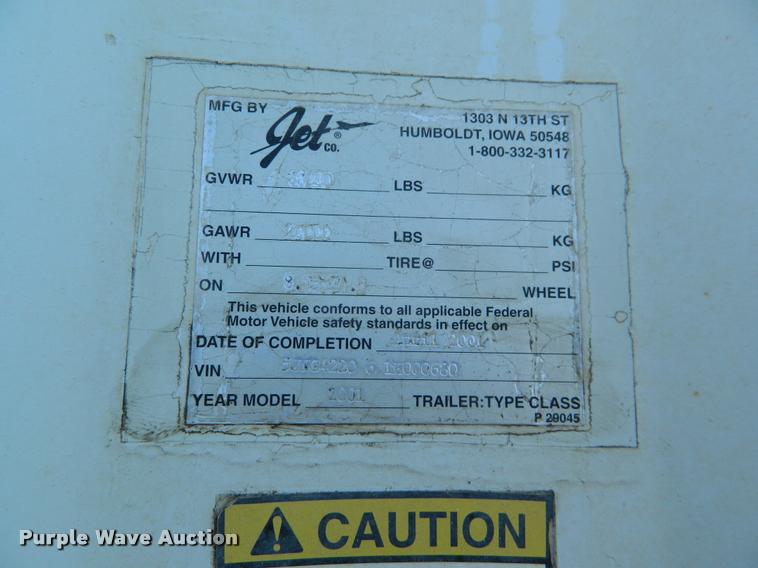 MFG BY Jet ® CO. 1303 N 13TH ST
HUMBOLDT, IOWA 50548
1-800-332-3117
GVWR LBS KG
GAWR LBS KG
WITH TIRE@ PSI
ON WHEEL
This vehicle conforms to all applicable Federal
Motor Vehicle safety standards in effect on
DATE OF COMPLETION 2001
VIN
YEAR MODEL 2001 TRAILER:TYPE CLASS
P 29045
CAUTION
Purple Wave Auction®